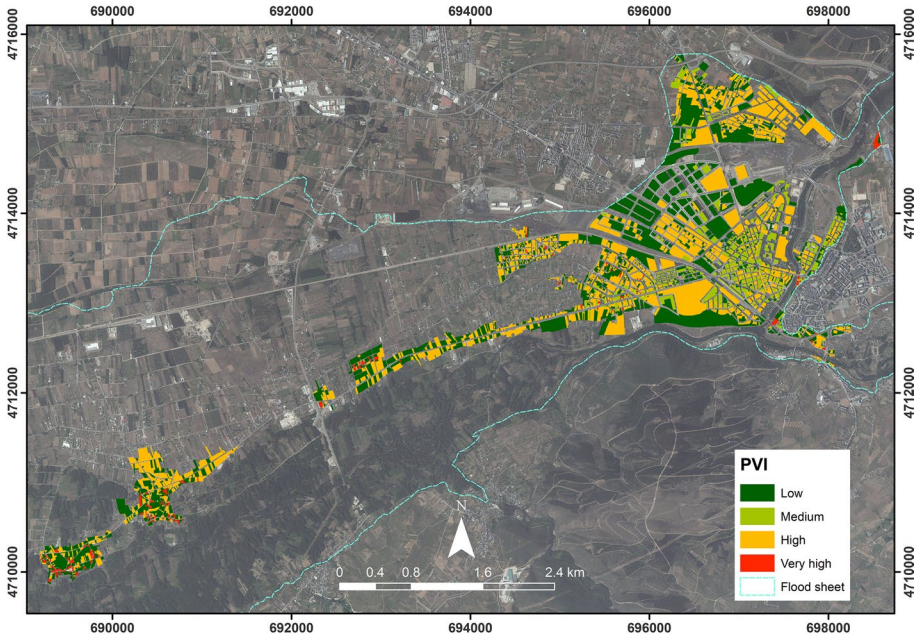 690000 692000 694000 696000 698000
4716000 4716000
4714000 4714000
4712000 4712000
4710000 4710000
PVI
Low
Medium
High
Very high
Flood sheet
N
0 0.4 0.8 1.6 2.4 km
690000 692000 694000 696000 698000